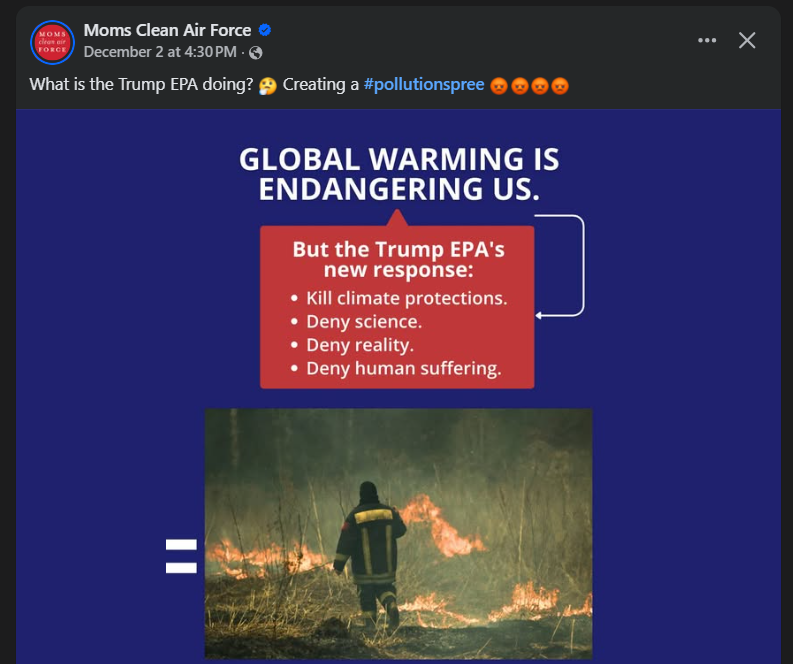 MOMS
clean air
FORCE
Moms Clean Air Force
December 2 at 4:30 PM ·
What is the Trump EPA doing? 🤔 Creating a #pollutionspree 😡😡😡😡
GLOBAL WARMING IS
ENDANGERING US.
But the Trump EPA's
new response:
• Kill climate protections.
• Deny science.
• Deny reality.
• Deny human suffering.
=